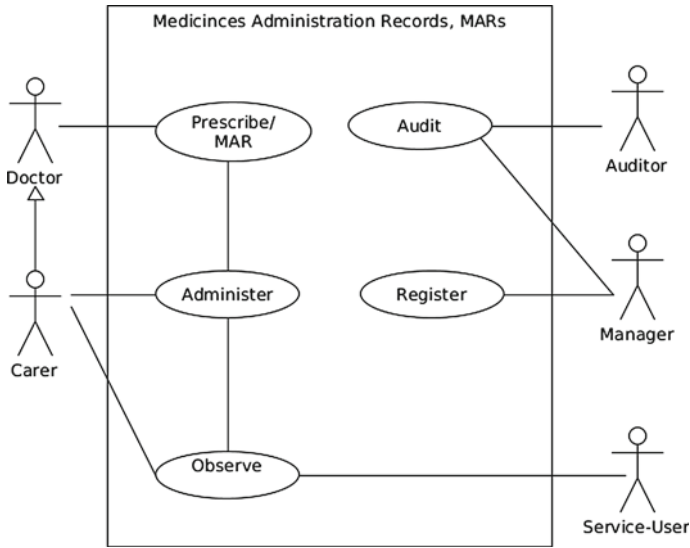 Medicinces Administration Records, MARs
Prescribe/
MAR
Audit
Doctor
Auditor
Administer
Register
Carer
Manager
Observe
Service-User